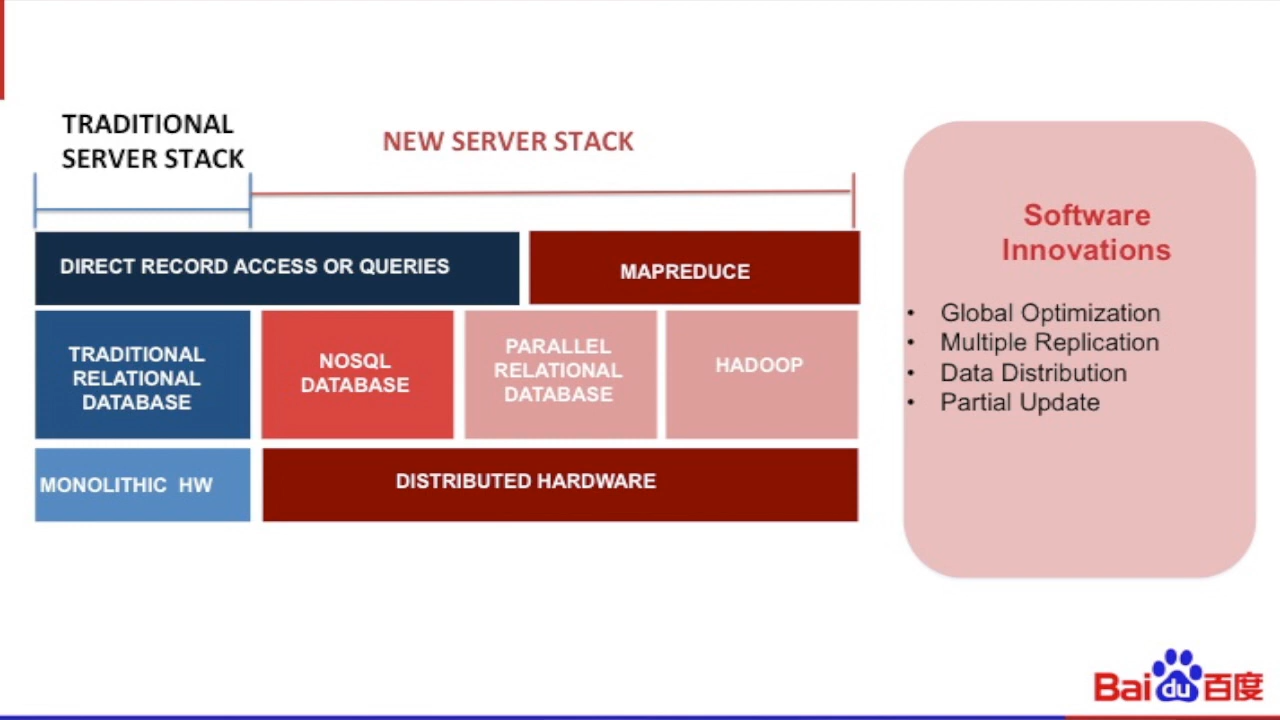 TRADITIONAL
SERVER STACK
NEW SERVER STACK
DIRECT RECORD ACCESS OR QUERIES
MAPREDUCE
TRADITIONAL
RELATIONAL
DATABASE
NOSQL
DATABASE
PARALLEL
RELATIONAL
DATABASE
HADOOP
MONOLITHIC HW
DISTRIBUTED HARDWARE
Software
Innovations
• Global Optimization
• Multiple Replication
• Data Distribution
• Partial Update
Baidu百度